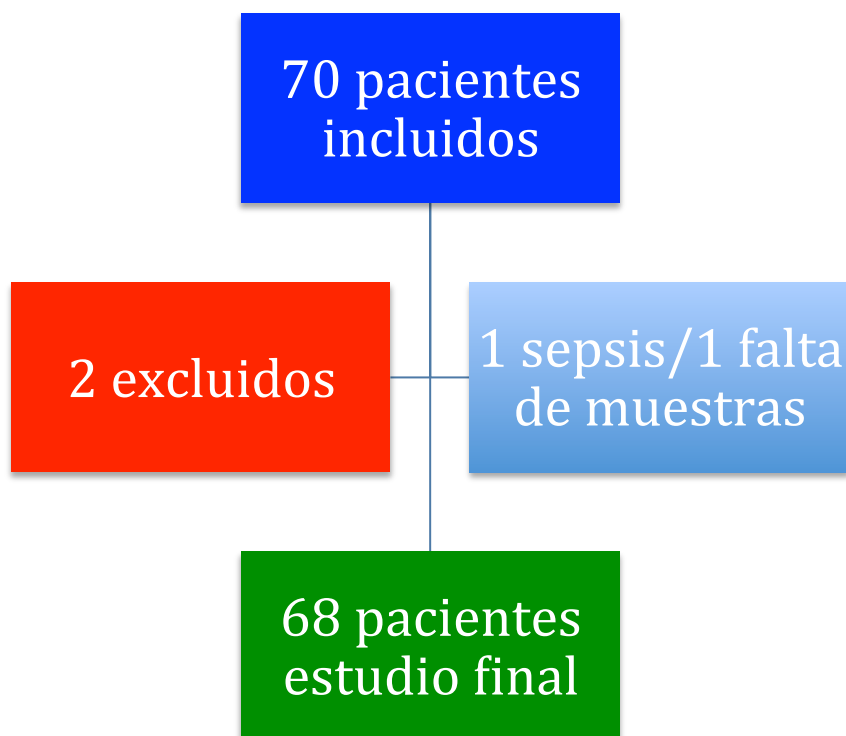 70 pacientes
incluidos
2 excluidos
1 sepsis/1 falta
de muestras
68 pacientes
estudio final